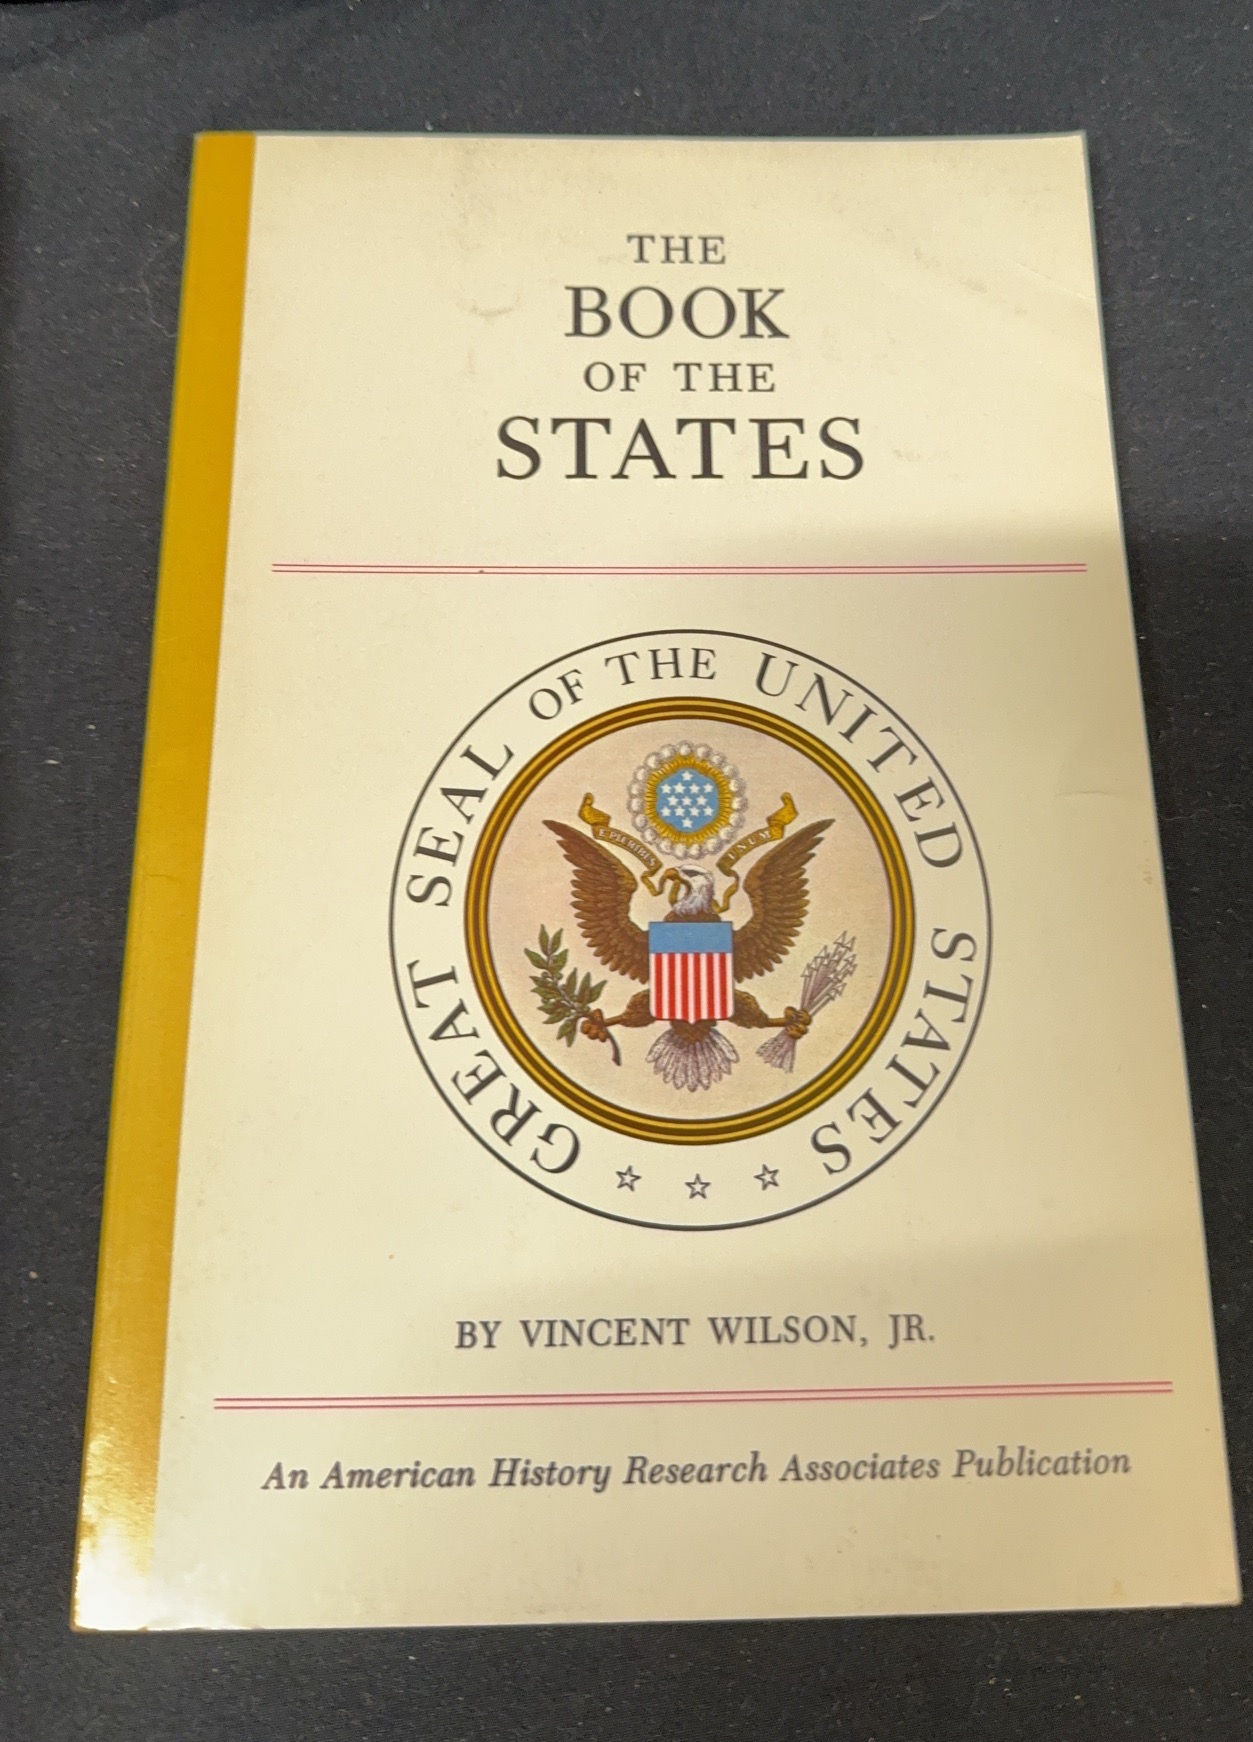 THE
BOOK
OF THE
STATES
GREAT SEAL OF THE UNITED STATES
E PLURIBUS UNUM
BY VINCENT WILSON, JR.
An American History Research Associates Publication